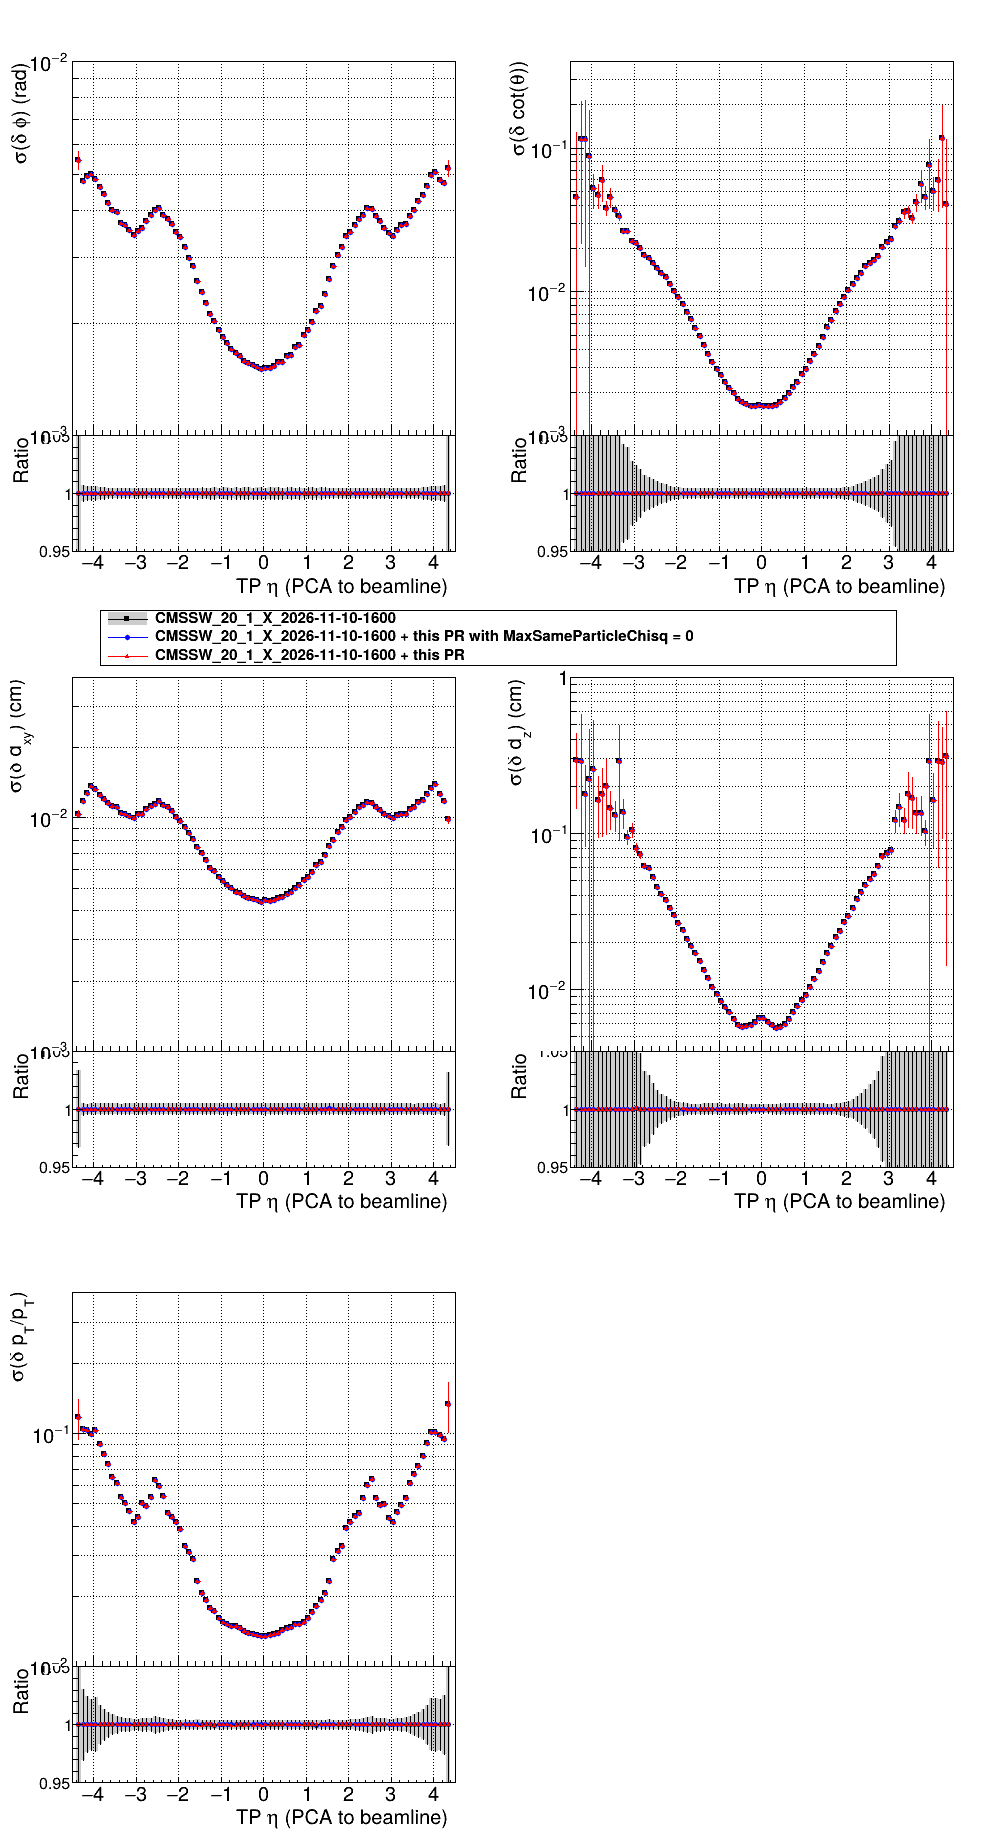 σ(δ φ) (rad)
10−2
10−3
Ratio
1
0.95
−4 −3 −2 −1 0 1 2 3 4
TP η (PCA to beamline)
σ(δ cot(θ))
10−1
10−2
10−3
Ratio
1
0.95
−4 −3 −2 −1 0 1 2 3 4
TP η (PCA to beamline)
CMSSW_20_1_X_2026-11-10-1600
CMSSW_20_1_X_2026-11-10-1600 + this PR with MaxSameParticleChisq = 0
CMSSW_20_1_X_2026-11-10-1600 + this PR
σ(δ dxy) (cm)
10−2
10−3
Ratio
1
0.95
−4 −3 −2 −1 0 1 2 3 4
TP η (PCA to beamline)
σ(δ dz) (cm)
1
10−1
10−2
1.05
Ratio
1
0.95
−4 −3 −2 −1 0 1 2 3 4
TP η (PCA to beamline)
σ(δ pT/pT)
10−1
10−2
Ratio
1
0.95
−4 −3 −2 −1 0 1 2 3 4
TP η (PCA to beamline)